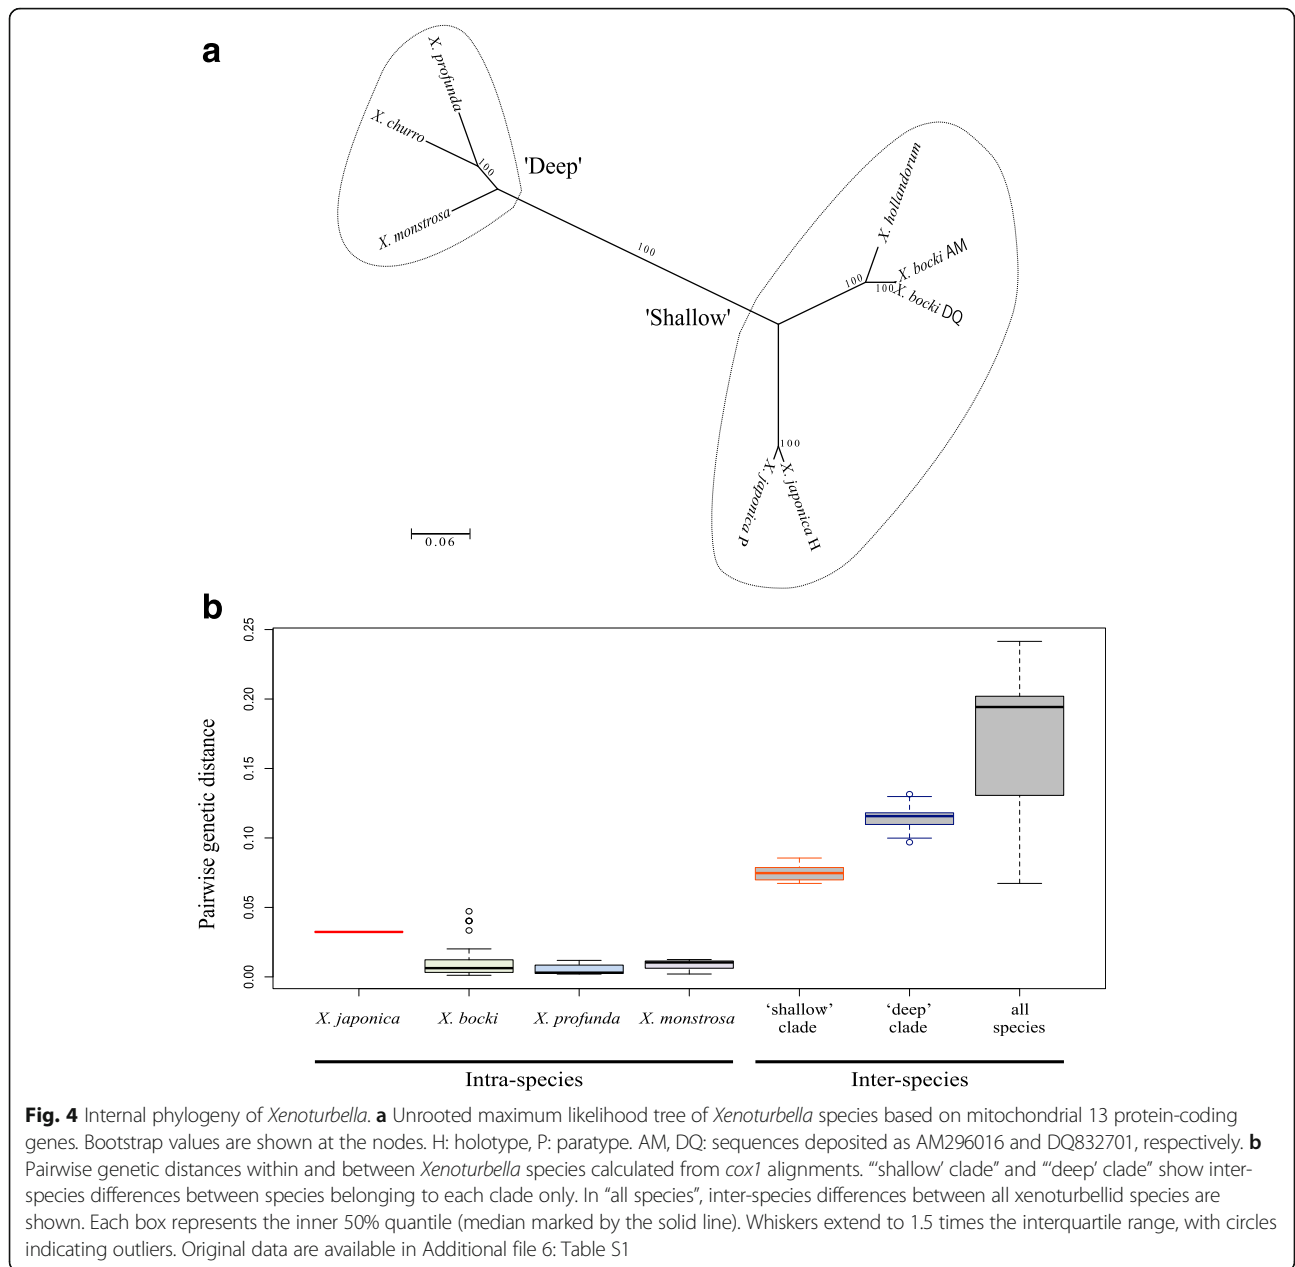 a
X. profunda
X. churro
100
'Deep'
X. monstrosa
100
X. hollandorum
X. bocki AM
100
100
X. bocki DQ
'Shallow'
100
X. japonica P
X. japonica H
0.06
b
Pairwise genetic distance
0.25
0.20
0.15
0.10
0.05
0.00
X. japonica
X. bocki
X. profunda
X. monstrosa
‘shallow’
clade
‘deep’
clade
all
species
Intra-species
Inter-species
Fig. 4 Internal phylogeny of Xenoturbella. a Unrooted maximum likelihood tree of Xenoturbella species based on mitochondrial 13 protein-coding
genes. Bootstrap values are shown at the nodes. H: holotype, P: paratype. AM, DQ: sequences deposited as AM296016 and DQ832701, respectively. b
Pairwise genetic distances within and between Xenoturbella species calculated from cox1 alignments. “‘shallow’ clade” and “‘deep’ clade” show inter-
species differences between species belonging to each clade only. In “all species”, inter-species differences between all xenoturbellid species are
shown. Each box represents the inner 50% quantile (median marked by the solid line). Whiskers extend to 1.5 times the interquartile range, with circles
indicating outliers. Original data are available in Additional file 6: Table S1